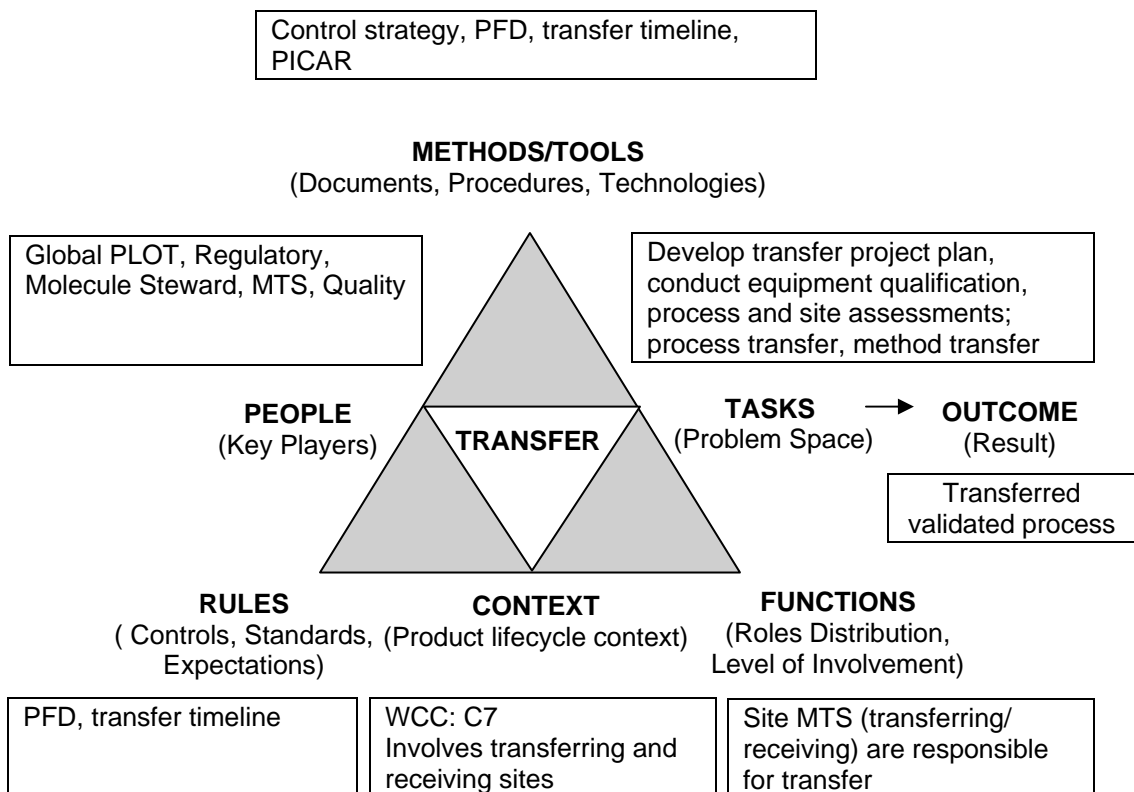 Control strategy, PFD, transfer timeline,
PICAR
METHODS/TOOLS
(Documents, Procedures, Technologies)
Global PLOT, Regulatory,
Molecule Steward, MTS, Quality
Develop transfer project plan,
conduct equipment qualification,
process and site assessments;
process transfer, method transfer
PEOPLE
(Key Players)
TRANSFER
TASKS
(Problem Space)
OUTCOME
(Result)
Transferred
validated process
RULES
( Controls, Standards,
Expectations)
CONTEXT
(Product lifecycle context)
FUNCTIONS
(Roles Distribution,
Level of Involvement)
PFD, transfer timeline
WCC: C7
Involves transferring and
receiving sites
Site MTS (transferring/
receiving) are responsible
for transfer